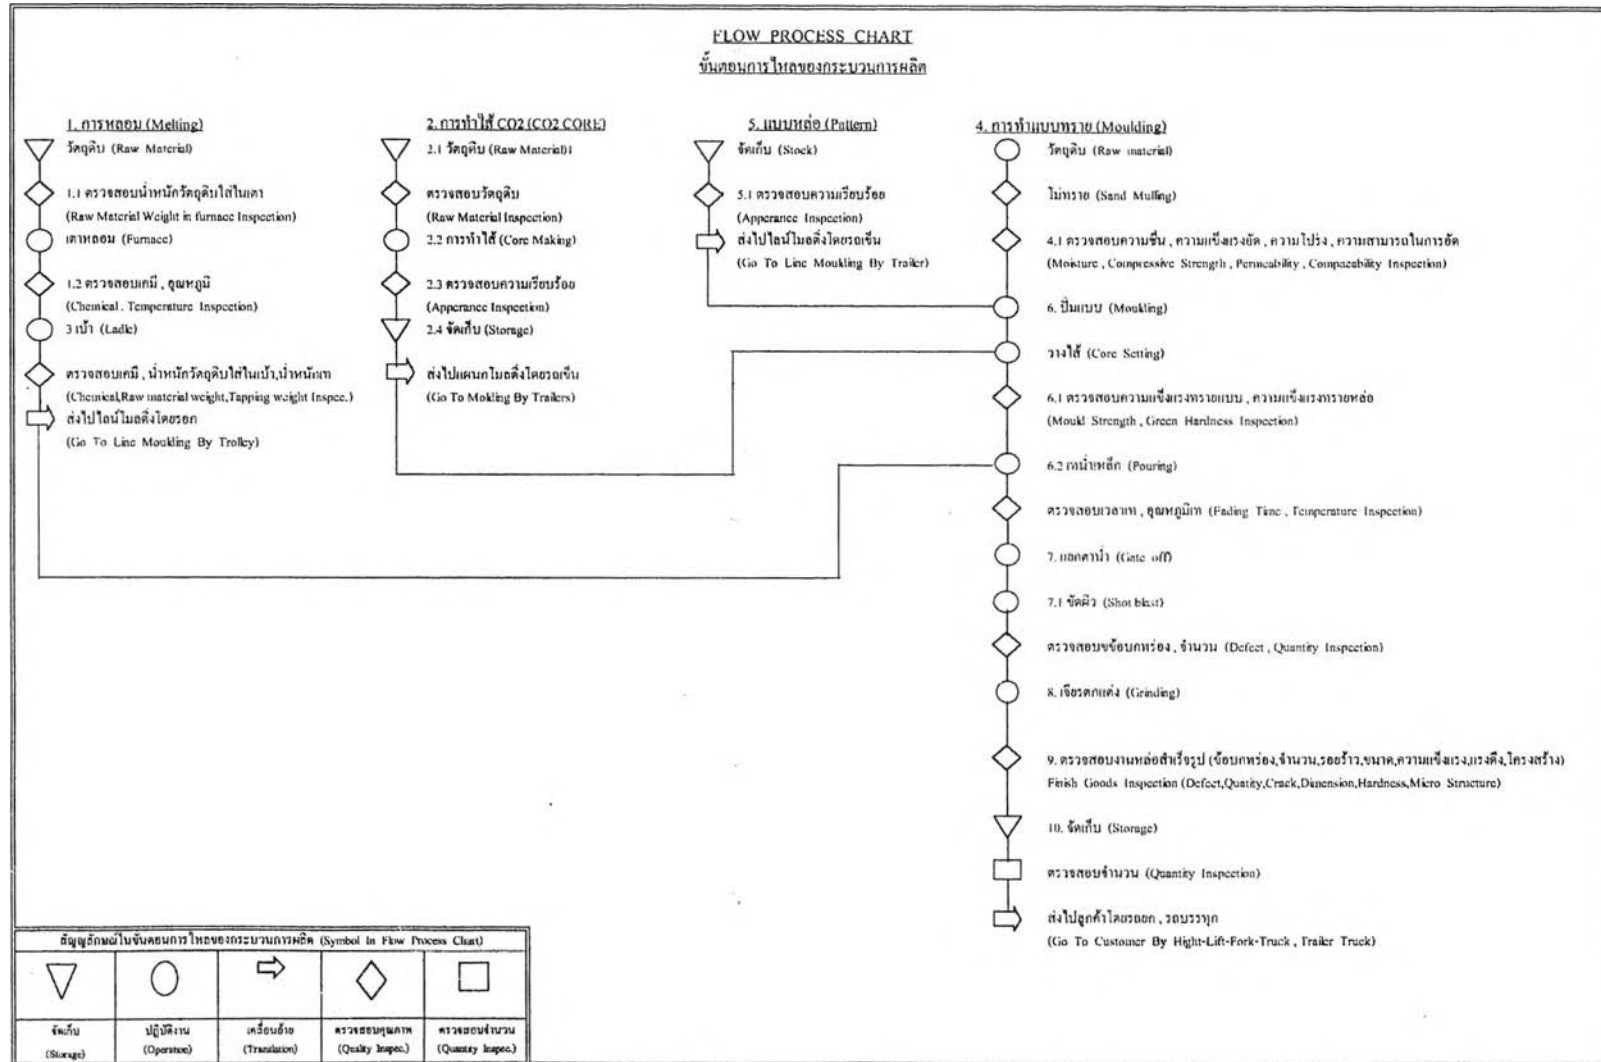 FLOW PROCESS CHART
ขั้นตอนการไหลของกระบวนการผลิต
1. การหลอม (Melting)
วัตถุดิบ (Raw Material)
1.1 ตรวจสอบน้ำหนักวัตถุดิบใส่ในเตา
(Raw Material Weight in furnace Inspection)
เตาหลอม (Furnace)
1.2 ตรวจสอบเคมี , อุณหภูมิ
(Chemical . Temperature Inspection)
3 เบ้า (Ladle)
ตรวจสอบเคมี , น้ำหนักวัตถุดิบใส่ในเบ้า,น้ำหนักเท
(Chemical,Raw material weight,Tapping weight Inspec.)
ส่งไปไลน์โมลดิ่งโดยรอก
(Go To Line Moulding By Trolley)
2. การทำไส้ CO2 (CO2 CORE)
2.1 วัตถุดิบ (Raw Material)1
ตรวจสอบวัตถุดิบ
(Raw Material Inspection)
2.2 การทำไส้ (Core Making)
2.3 ตรวจสอบความเรียบร้อย
(Apperance Inspection)
2.4 จัดเก็บ (Storage)
ส่งไปแผนกโมลดิ่งโดยรถเข็น
(Go To Molding By Trailers)
5. แบบหล่อ (Pattern)
จัดเก็บ (Stock)
5.1 ตรวจสอบความเรียบร้อย
(Apperance Inspection)
ส่งไปไลน์โมลดิ่งโดยรถเข็น
(Go To Line Moulding By Trailer)
4. การทำแบบทราย (Moulding)
วัตถุดิบ (Raw material)
โม่ทราย (Sand Mulling)
4.1 ตรวจสอบความชื้น , ความแข็งแรงอัด , ความโปร่ง , ความสามารถในการอัด
(Moisture , Compressive Strength , Permeability , Compacability Inspection)
6. ปั๊มแบบ (Moulding)
วางไส้ (Core Setting)
6.1 ตรวจสอบความแข็งแรงทรายแบบ , ความแข็งแรงทรายหล่อ
(Mould Strength , Green Hardness Inspection)
6.2 เทน้ำเหล็ก (Pouring)
ตรวจสอบเวลาเท , อุณหภูมิเท (Fading Time , Temperature Inspection)
7. แยกคาน้ำ (Gate off)
7.1 ขัดผิว (Shot blast)
ตรวจสอบขข้อบกพร่อง , จำนวน (Defect , Quantity Inspection)
8. เจียรตกแต่ง (Grinding)
9. ตรวจสอบงานหล่อสำเร็จรูป (ข้อบกพร่อง,จำนวน,รอยร้าว,ขนาด,ความแข็งแรง,แรงดึง,โครงสร้าง)
Finish Goods Inspection (Defect,Quatity,Crack,Dimension,Hardness,Micro Structure)
10. จัดเก็บ (Storage)
ตรวจสอบจำนวน (Quantity Inspection)
ส่งไปลูกค้าโดยรถยก , รถบรรทุก
(Go To Customer By Hight-Lift-Fork-Truck , Trailer Truck)
สัญญลักษณ์ในขั้นตอนการไหลของกระบวนการผลิต (Symbol In Flow Process Chart)
จัดเก็บ
(Storage)
ปฏิบัติงาน
(Operation)
เคลื่อนย้าย
(Translation)
ตรวจสอบคุณภาพ
(Quality Inspec.)
ตรวจสอบจำนวน
(Quantity Inspec.)